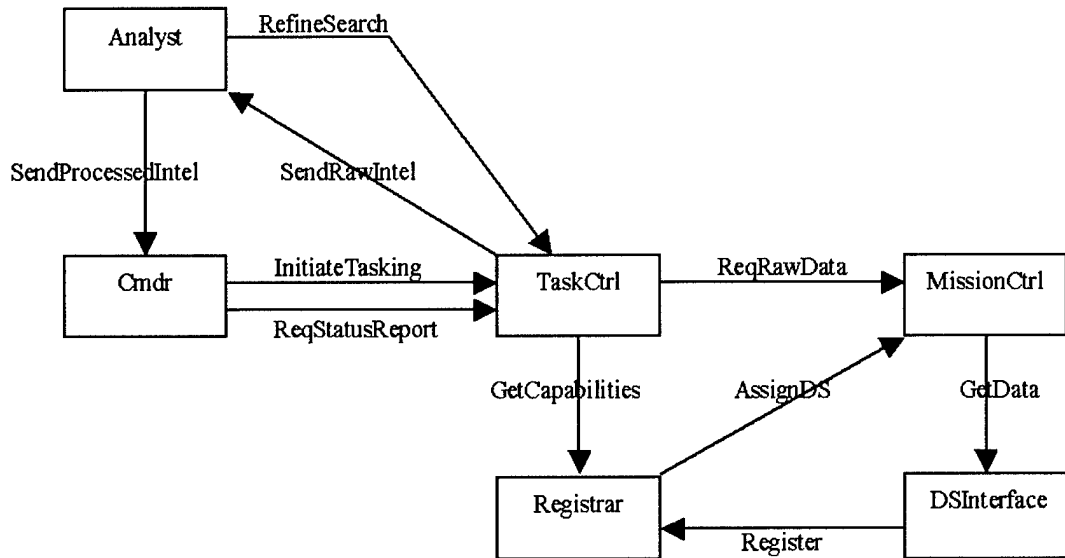 Analyst
RefineSearch
SendProcessedIntel
SendRawIntel
Cmdr
InitiateTasking
TaskCtrl
ReqRawData
MissionCtrl
ReqStatusReport
GetCapabilities
AssignDS
GetData
Registrar
DSInterface
Register